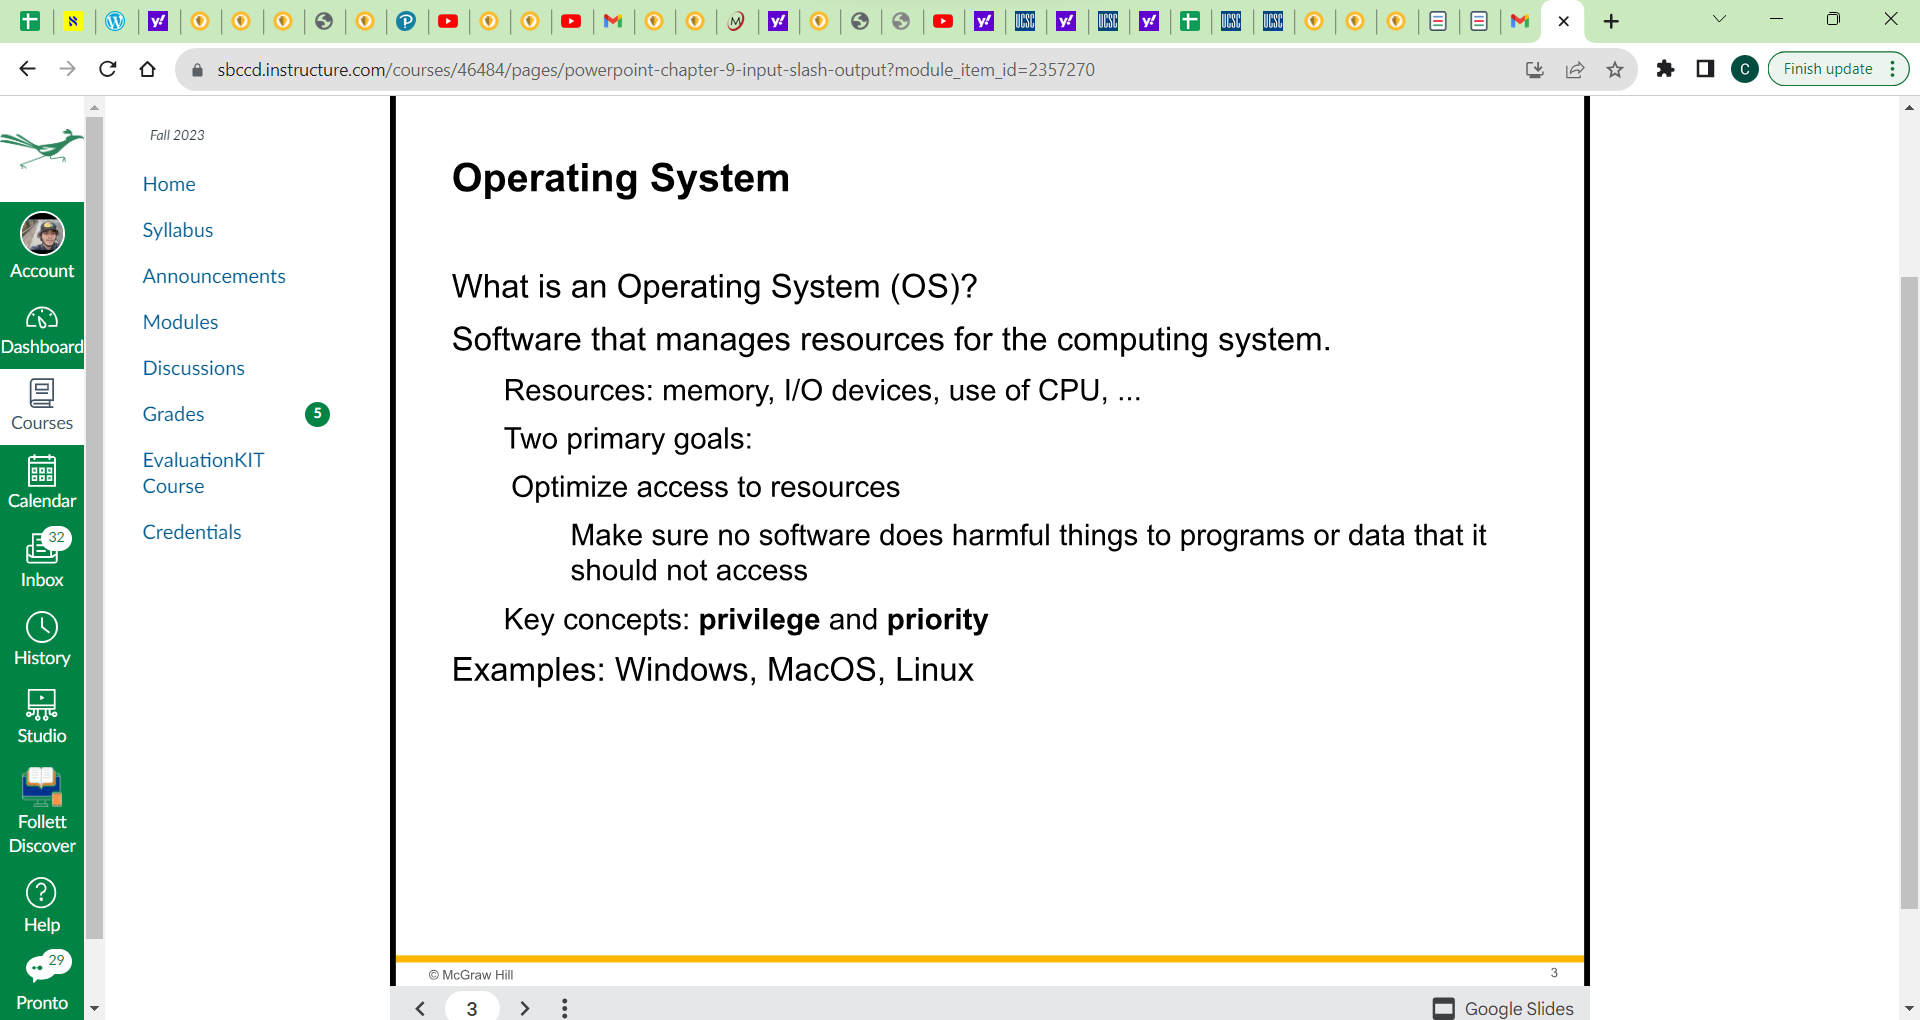 sbccd.instructure.com/courses/46484/pages/powerpoint-chapter-9-input-slash-output?module_item_id=2357270
C
Finish update
Fall 2023
Home
Syllabus
Announcements
Modules
Discussions
Grades
5
EvaluationKIT
Course
Credentials
Account
Dashboard
Courses
Calendar
32
Inbox
History
Studio
Follett
Discover
Help
29
Pronto
Operating System
What is an Operating System (OS)?
Software that manages resources for the computing system.
Resources: memory, I/O devices, use of CPU, ...
Two primary goals:
Optimize access to resources
Make sure no software does harmful things to programs or data that it
should not access
Key concepts: privilege and priority
Examples: Windows, MacOS, Linux
© McGraw Hill
3
3
Google Slides